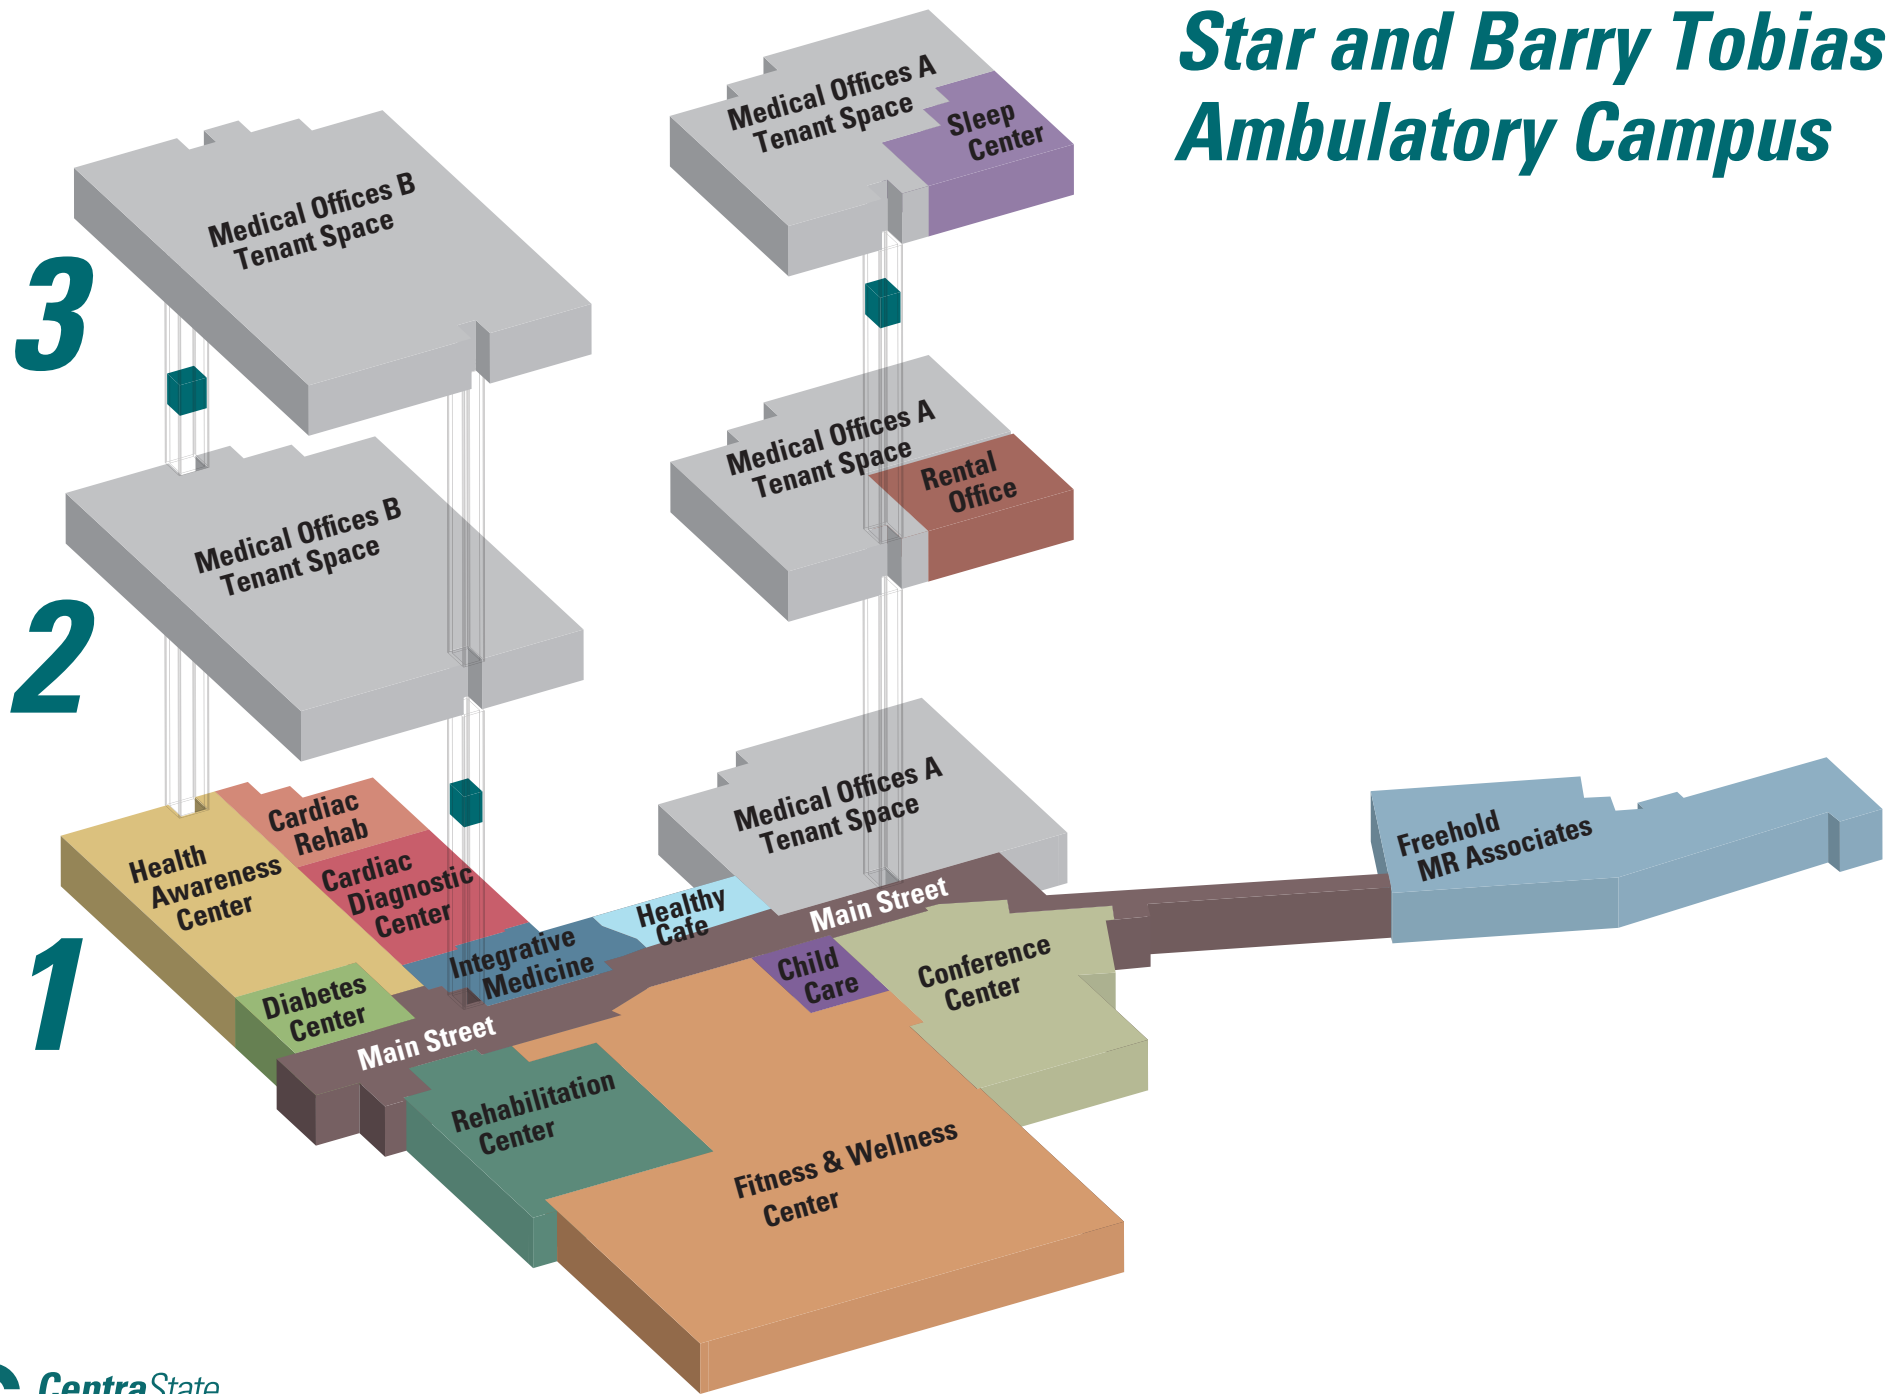 Star and Barry Tobias
Ambulatory Campus
3
Medical Offices B
Tenant Space
Medical Offices A
Tenant Space
Sleep
Center
2
Medical Offices B
Tenant Space
Medical Offices A
Tenant Space
Rental
Office
1
Health
Awareness
Center
Cardiac
Rehab
Cardiac
Diagnostic
Center
Integrative
Medicine
Healthy
Cafe
Medical Offices A
Tenant Space
Main Street
Child
Care
Conference
Center
Freehold
MR Associates
Diabetes
Center
Main Street
Rehabilitation
Center
Fitness & Wellness
Center
CentraState